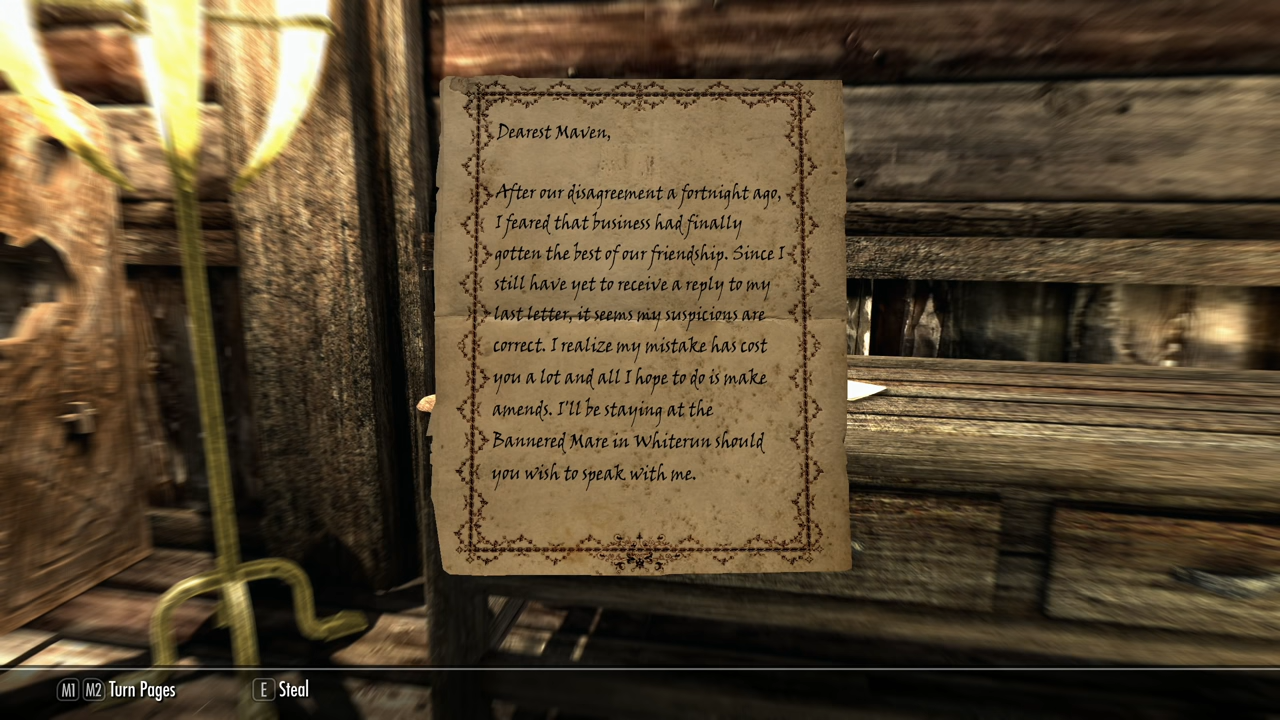 Dearest Maven,
After our disagreement a fortnight ago,
I feared that business had finally
gotten the best of our friendship. Since I
still have yet to receive a reply to my
last letter, it seems my suspicions are
correct. I realize my mistake has cost
you a lot and all I hope to do is make
amends. I'll be staying at the
Bannered Mare in Whiterun should
you wish to speak with me.
M1 M2 Turn Pages E Steal